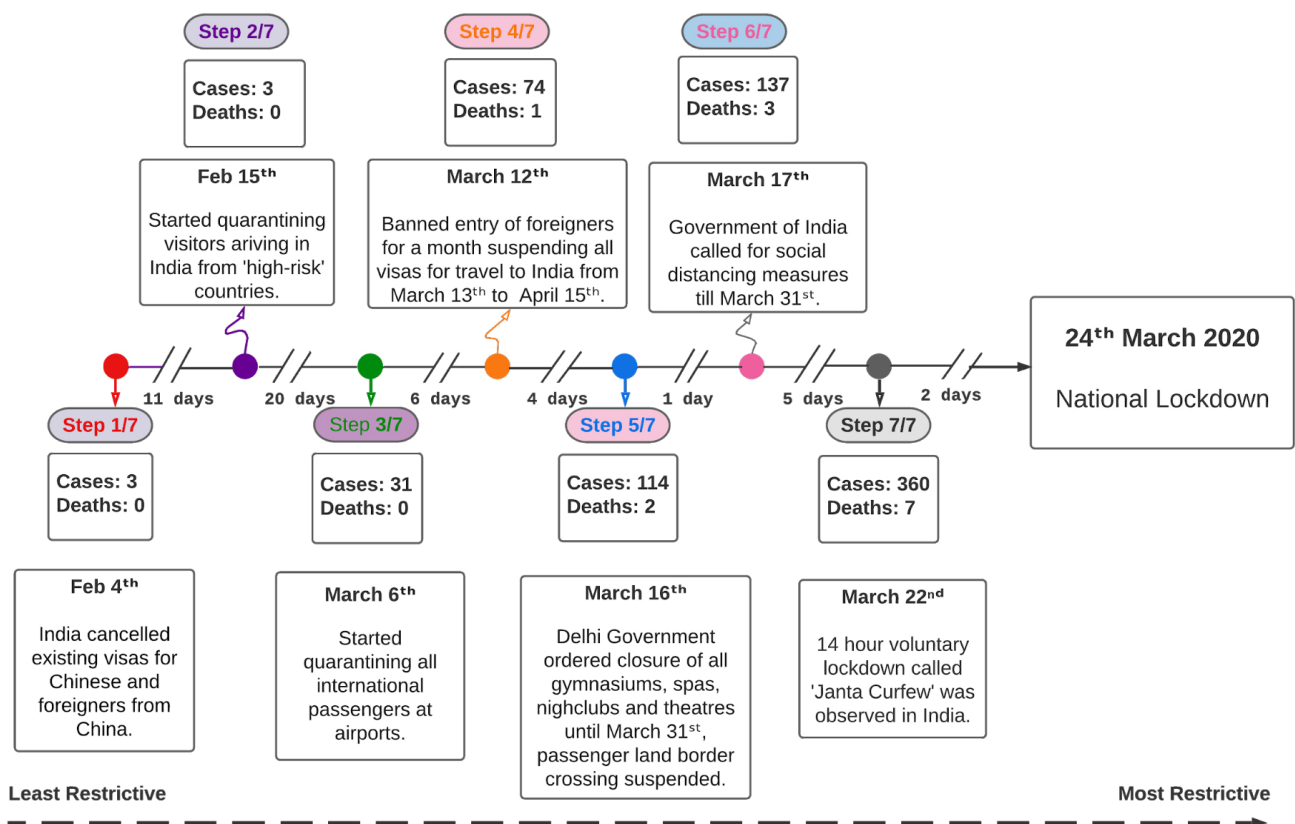 Step 2/7
Cases: 3
Deaths: 0
Feb 15ᵗʰ
Started quarantining
visitors ariving in
India from 'high-risk'
countries.
Step 4/7
Cases: 74
Deaths: 1
March 12ᵗʰ
Banned entry of foreigners
for a month suspending all
visas for travel to India from
March 13ᵗʰ to April 15ᵗʰ.
Step 6/7
Cases: 137
Deaths: 3
March 17ᵗʰ
Government of India
called for social
distancing measures
till March 31ˢᵗ.
24ᵗʰ March 2020
National Lockdown
11 days
20 days
6 days
4 days
1 day
5 days
2 days
Step 1/7
Cases: 3
Deaths: 0
Feb 4ᵗʰ
India cancelled
existing visas for
Chinese and
foreigners from
China.
Step 3/7
Cases: 31
Deaths: 0
March 6ᵗʰ
Started
quarantining all
international
passengers at
airports.
Step 5/7
Cases: 114
Deaths: 2
March 16ᵗʰ
Delhi Government
ordered closure of all
gymnasiums, spas,
nighclubs and theatres
until March 31ˢᵗ,
passenger land border
crossing suspended.
Step 7/7
Cases: 360
Deaths: 7
March 22ⁿᵈ
14 hour voluntary
lockdown called
'Janta Curfew' was
observed in India.
Least Restrictive
Most Restrictive